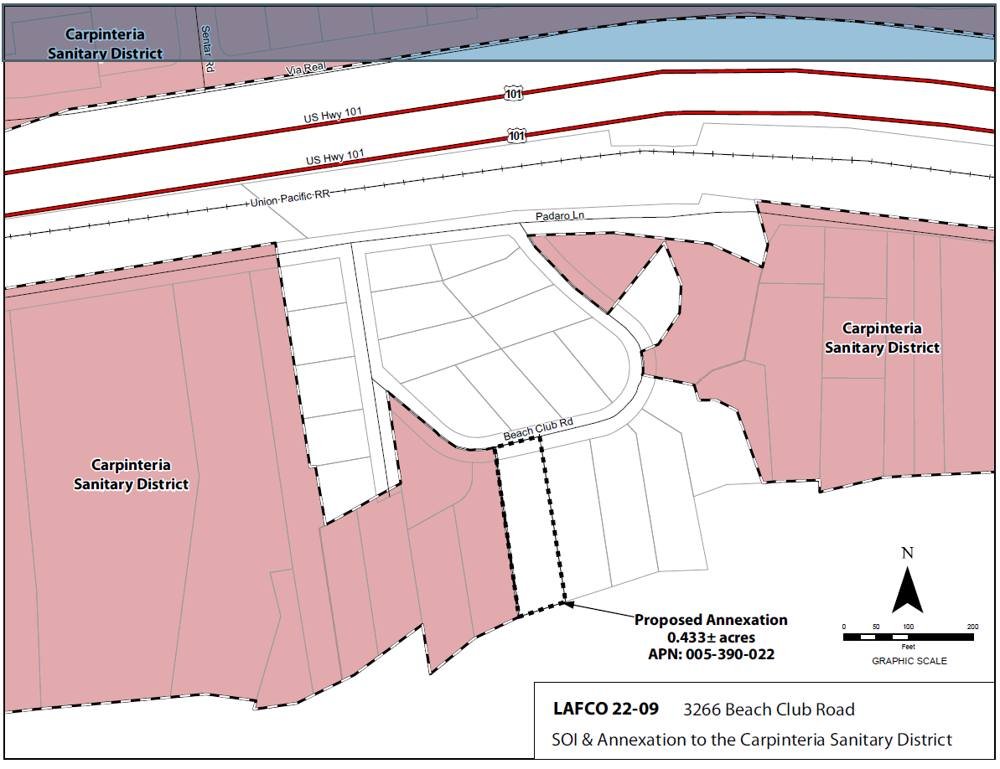 Carpinteria
Sanitary District
Sentar Rd
Via Real
101
US Hwy 101
101
US Hwy 101
Union Pacific RR
Padaro Ln
Carpinteria
Sanitary District
Beach Club Rd
Carpinteria
Sanitary District
N
Proposed Annexation
0.433± acres
APN: 005-390-022
0 50 100 200
Feet
GRAPHIC SCALE
LAFCO 22-09 3266 Beach Club Road
SOI & Annexation to the Carpinteria Sanitary District